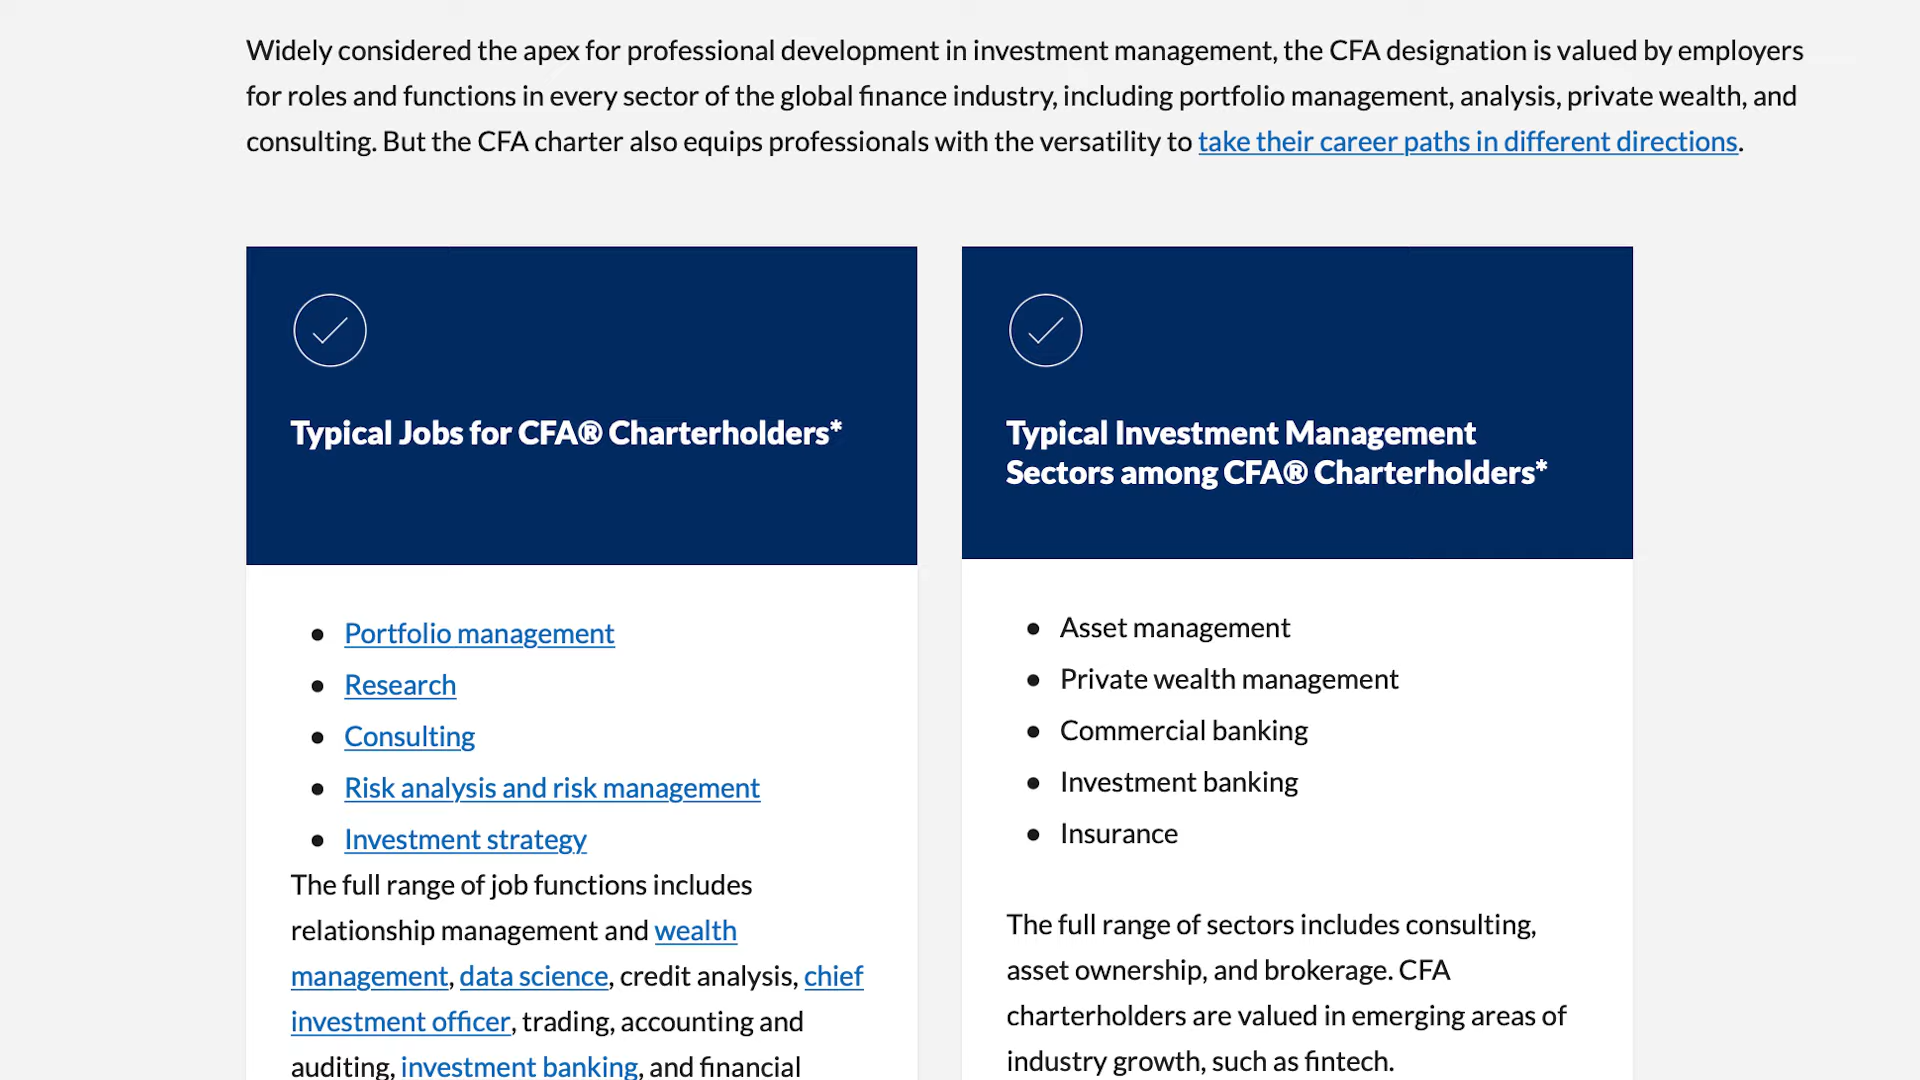 Widely considered the apex for professional development in investment management, the CFA designation is valued by employers
for roles and functions in every sector of the global finance industry, including portfolio management, analysis, private wealth, and
consulting. But the CFA charter also equips professionals with the versatility to take their career paths in different directions.
Typical Jobs for CFA® Charterholders*
• Portfolio management
• Research
• Consulting
• Risk analysis and risk management
• Investment strategy
The full range of job functions includes
relationship management and wealth
management, data science, credit analysis, chief
investment officer, trading, accounting and
auditing, investment banking, and financial
Typical Investment Management
Sectors among CFA® Charterholders*
• Asset management
• Private wealth management
• Commercial banking
• Investment banking
• Insurance
The full range of sectors includes consulting,
asset ownership, and brokerage. CFA
charterholders are valued in emerging areas of
industry growth, such as fintech.